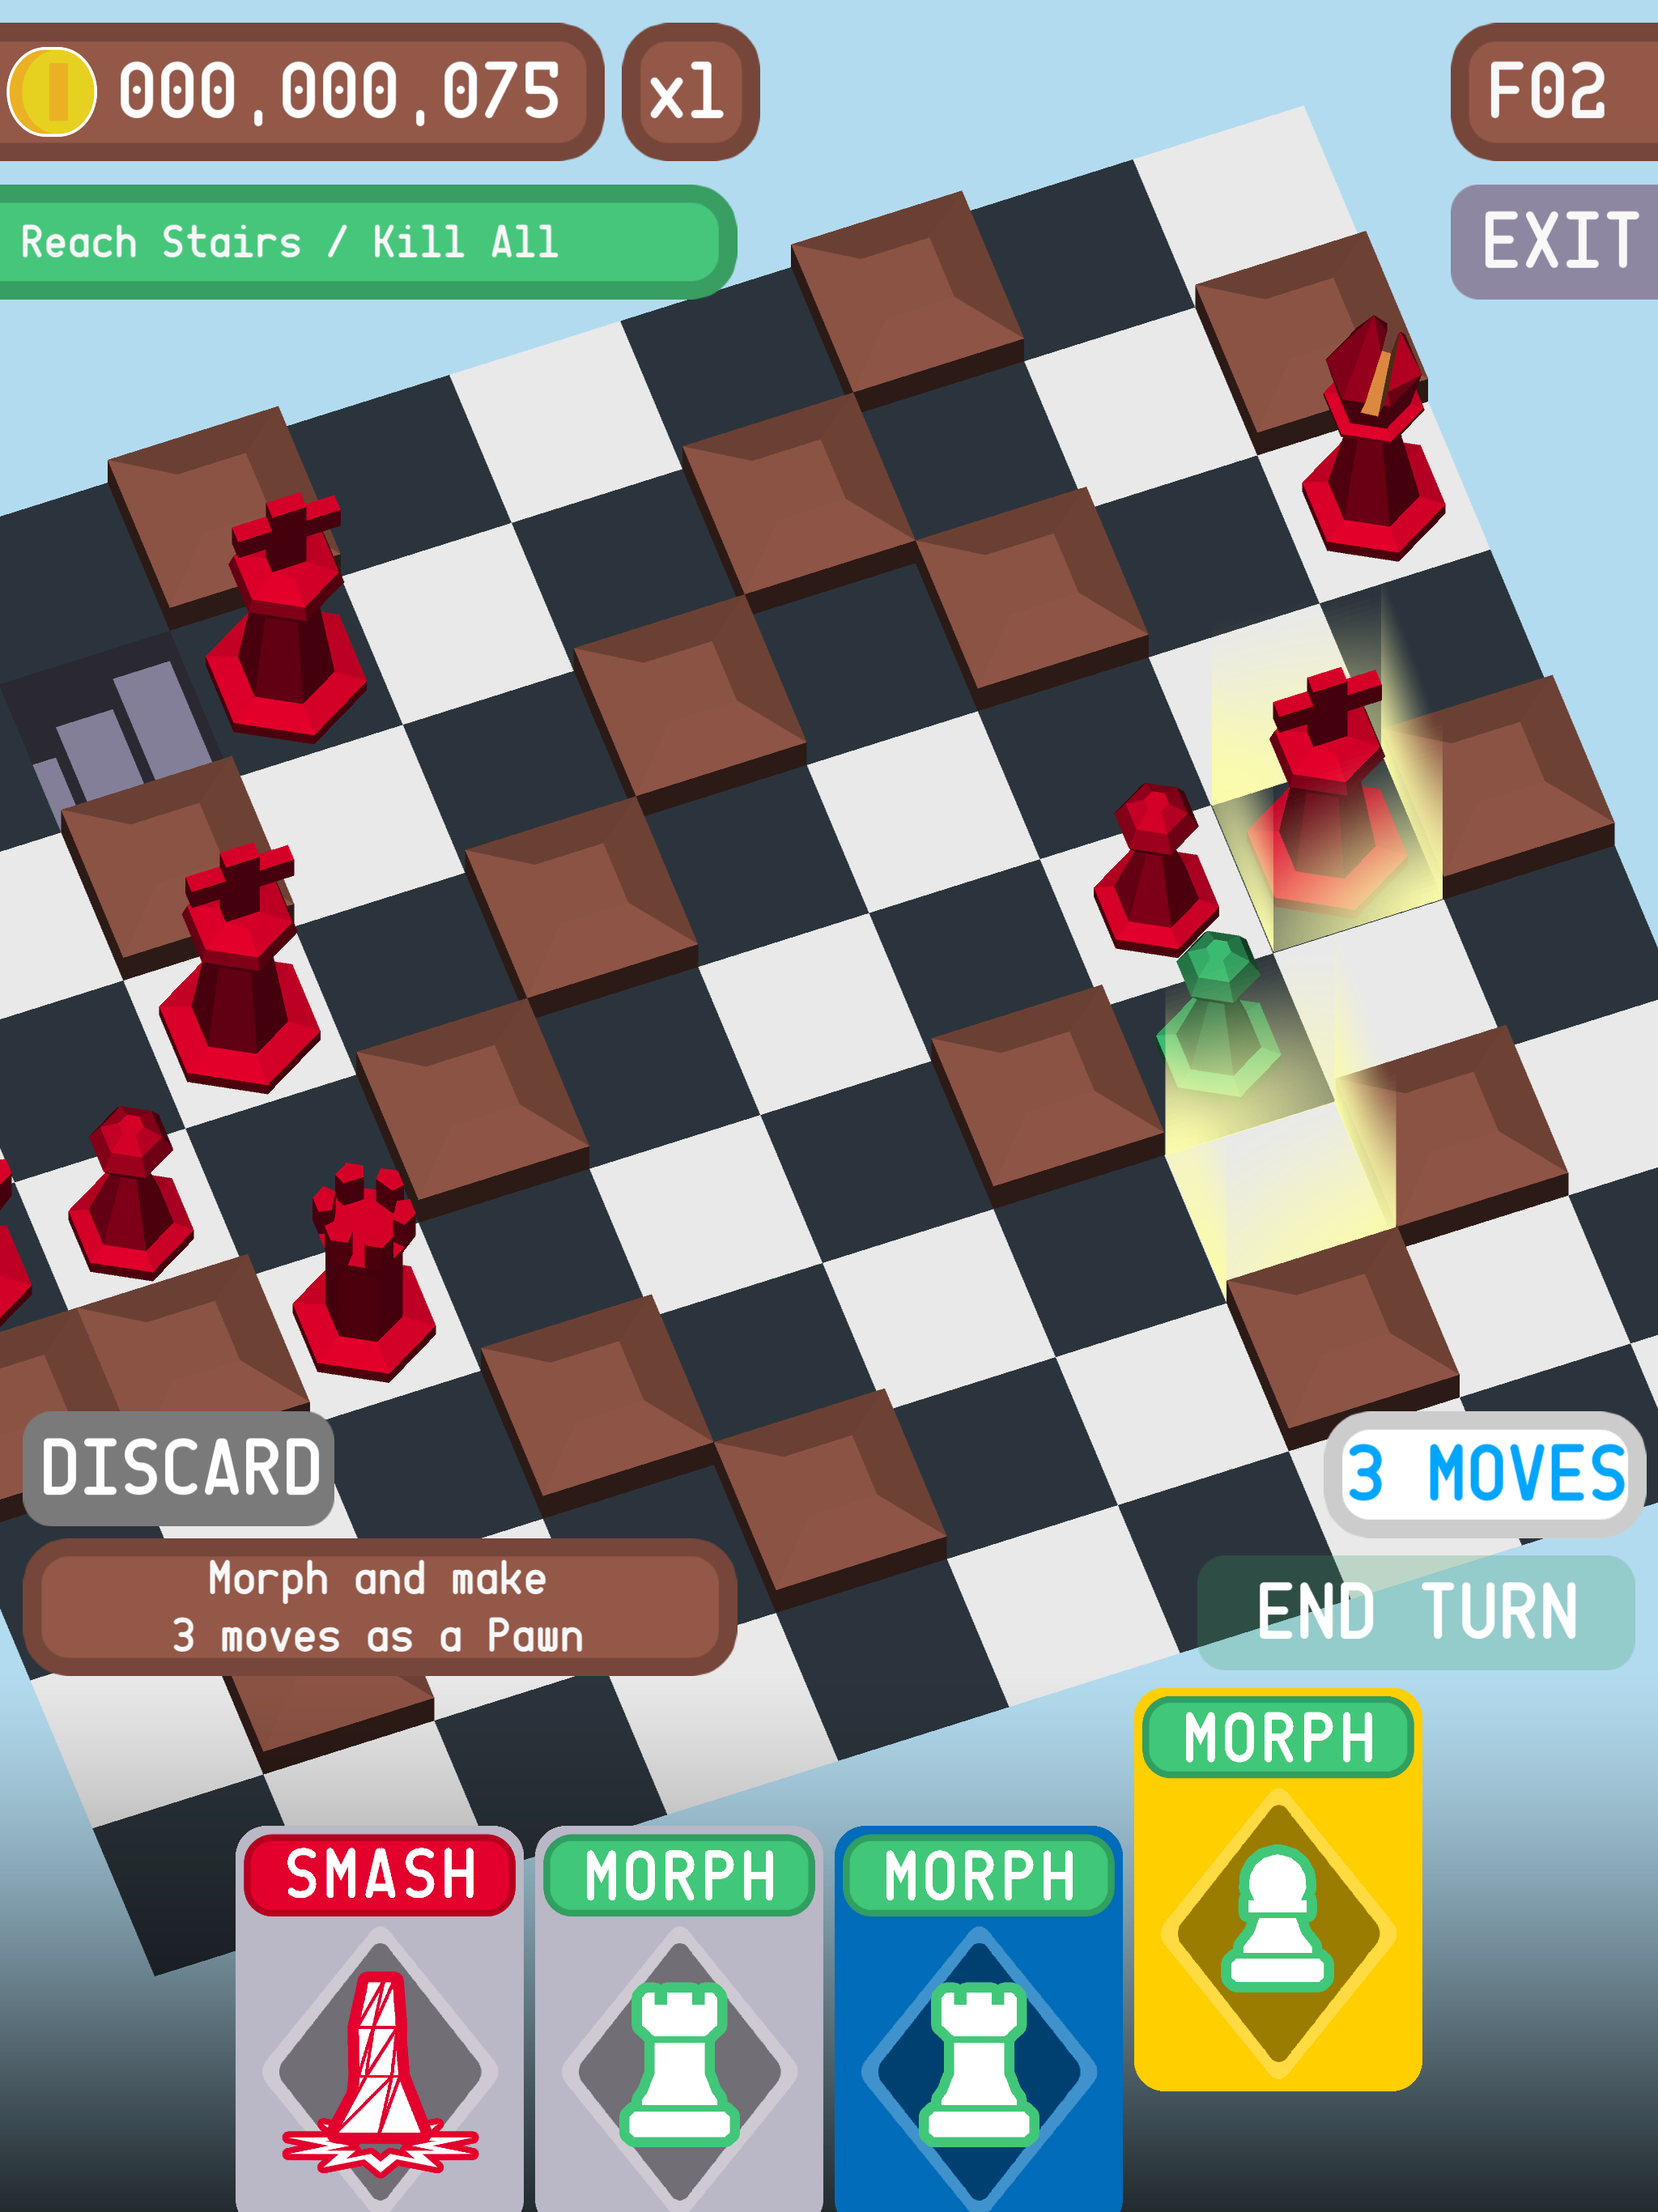 000,000,075
x1
F02
Reach Stairs / Kill All
EXIT
DISCARD
3 MOVES
Morph and make
3 moves as a Pawn
END TURN
MORPH
SMASH
MORPH
MORPH